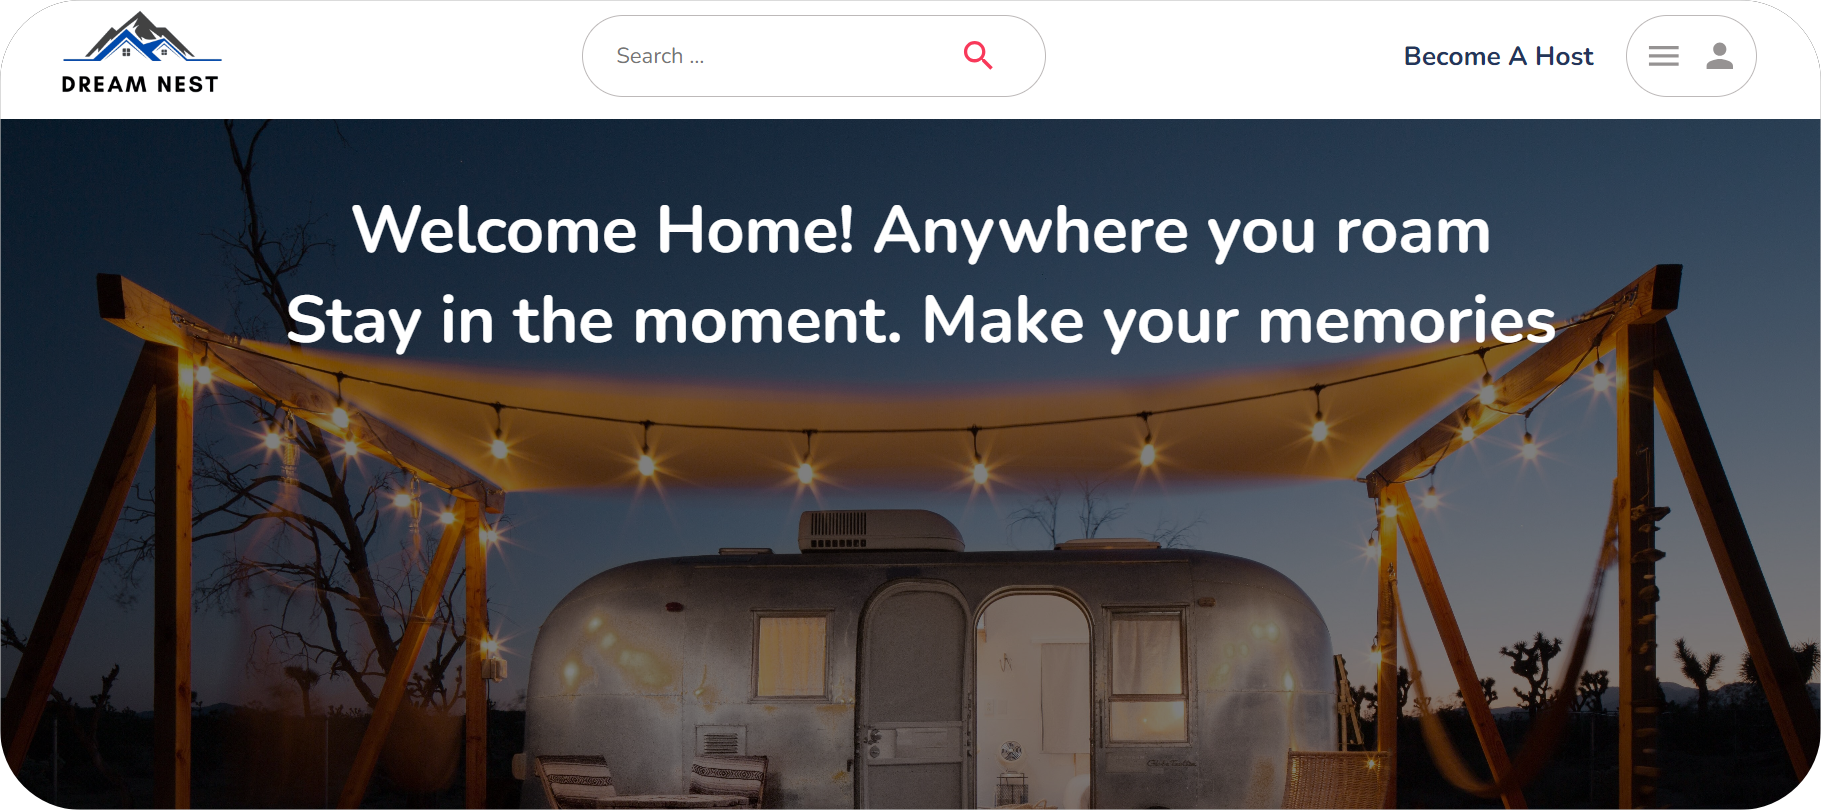 DREAM NEST
Search ...
Become A Host
Welcome Home! Anywhere you roam
Stay in the moment. Make your memories